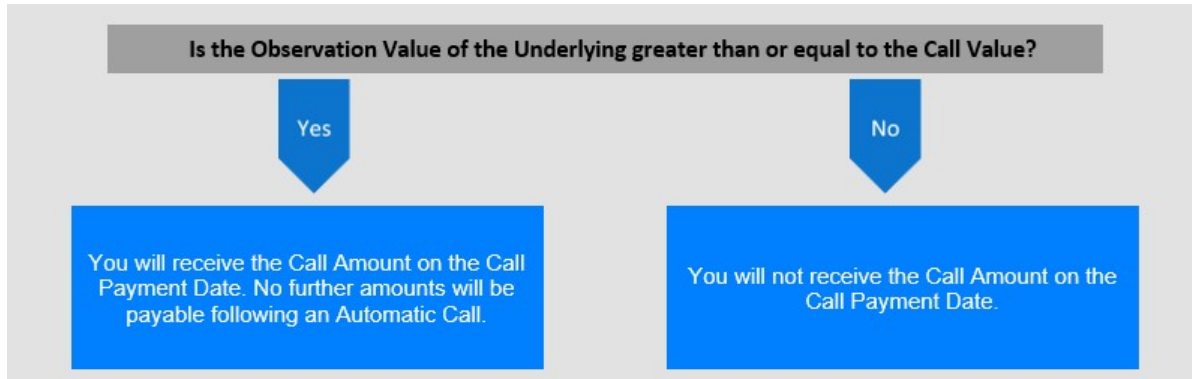 Is the Observation Value of the Underlying greater than or equal to the Call Value?
Yes
No
You will receive the Call Amount on the Call
Payment Date. No further amounts will be
payable following an Automatic Call.
You will not receive the Call Amount on the
Call Payment Date.